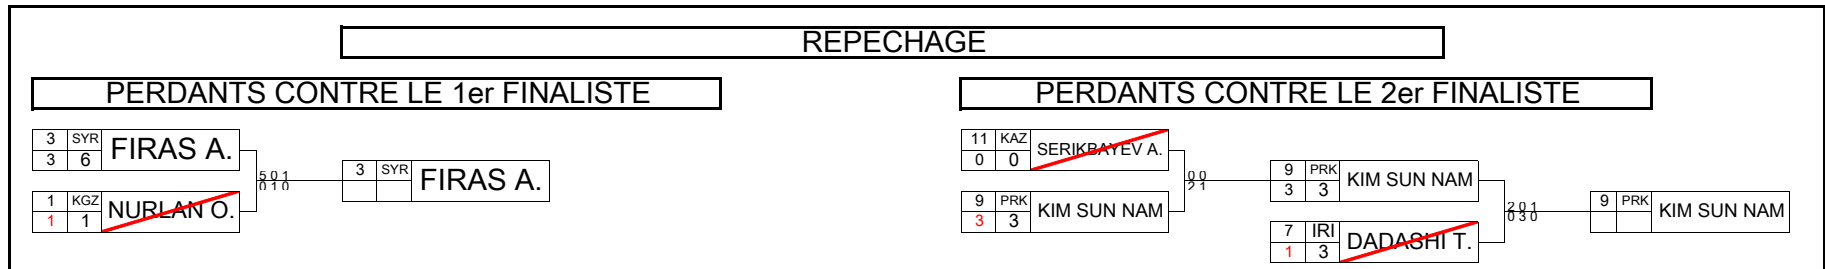 REPECHAGE
PERDANTS CONTRE LE 1er FINALISTE
3 SYR FIRAS A.
3 6
5 0 1
0 1 0
1 KGZ NURLAN O.
1 1
3 SYR FIRAS A.
PERDANTS CONTRE LE 2er FINALISTE
11 KAZ SERIKBAYEV A.
0 0
0 0
2 1
9 PRK KIM SUN NAM
3 3
9 PRK KIM SUN NAM
3 3
2 0 1
0 3 0
7 IRI DADASHI T.
1 3
9 PRK KIM SUN NAM